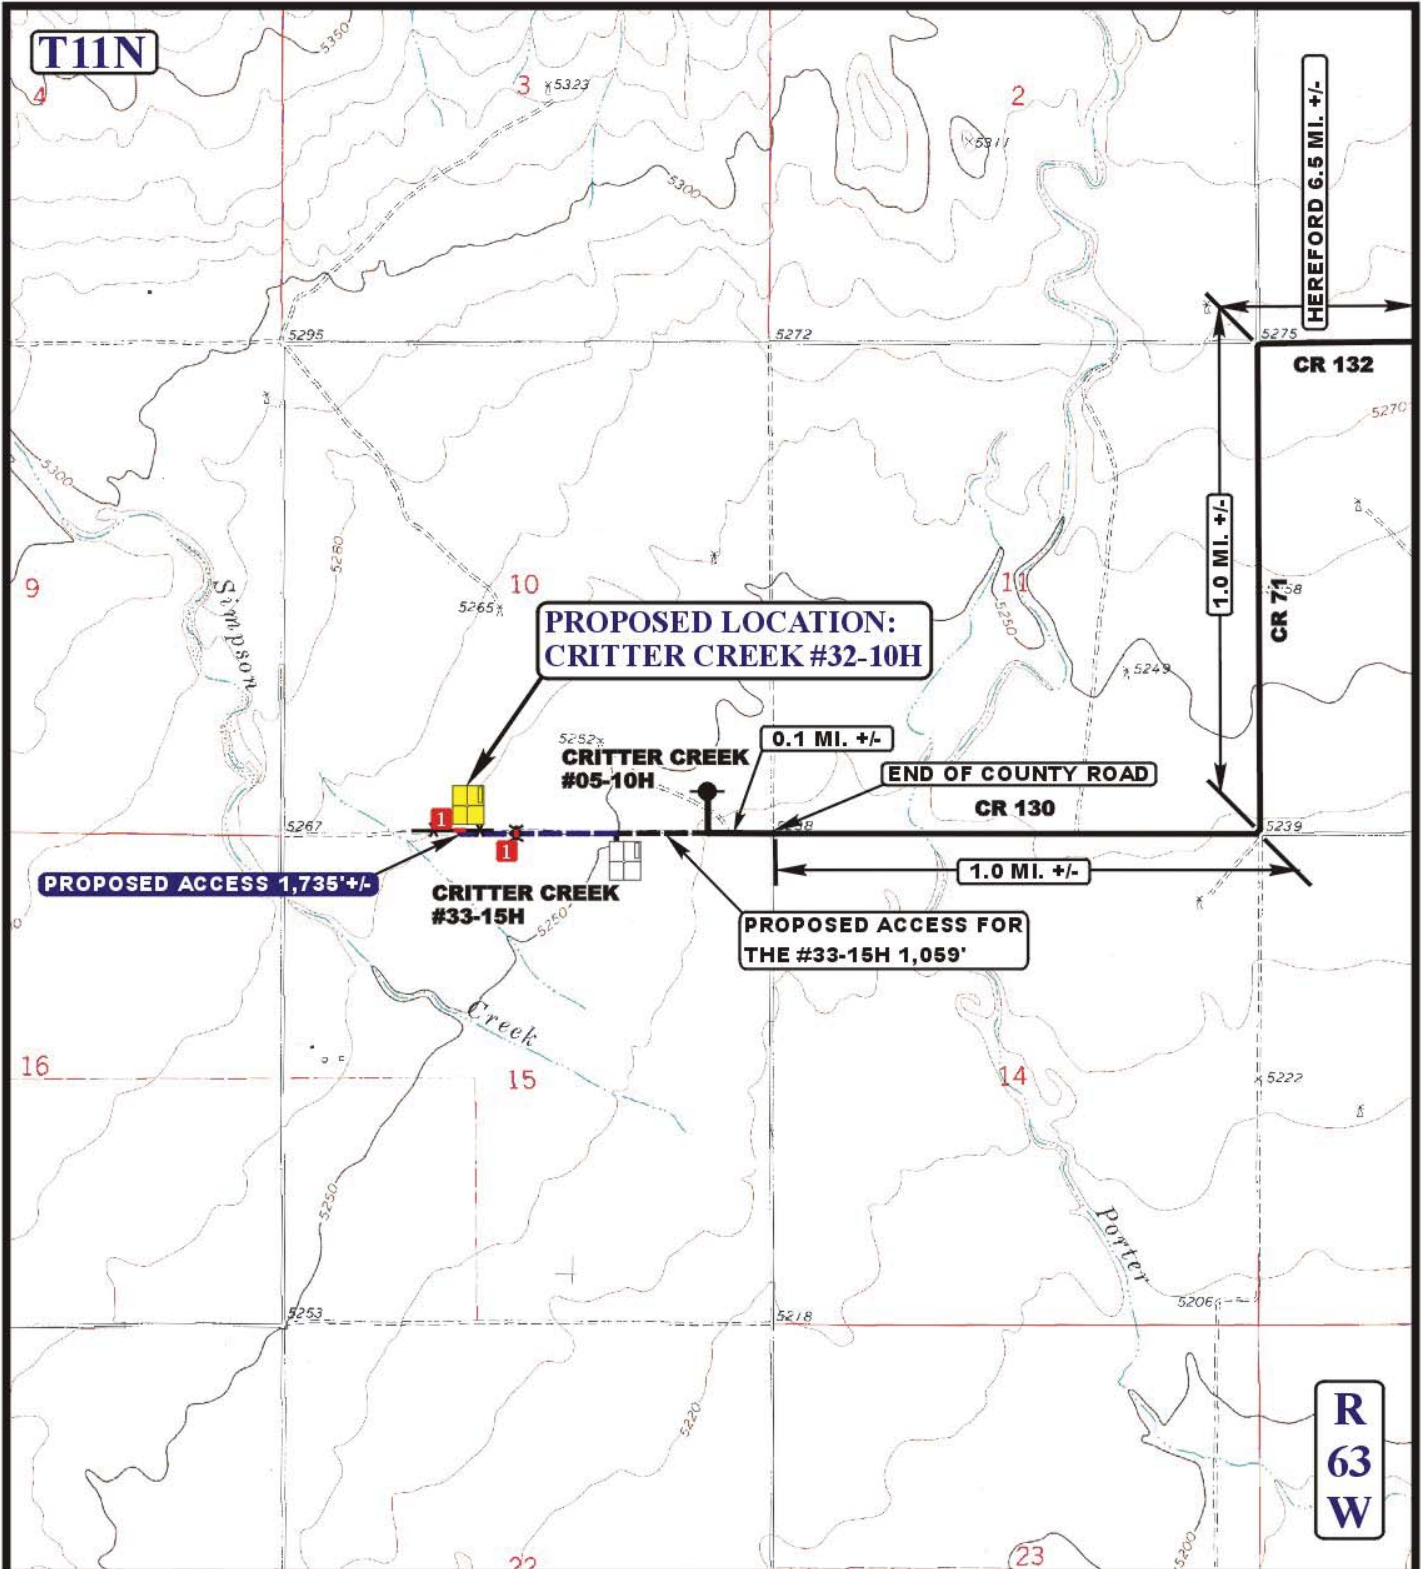 T11N
5350
4
3
5323
2
5311
HEREFORD 6.5 MI. +/-
5300
5295
5272
5275
CR 132
5270
5300
1.0 MI. +/-
5280
9
10
11
CR 71
Simpson
5265
5250
PROPOSED LOCATION:
CRITTER CREEK #32-10H
5249
5252
CRITTER CREEK
#05-10H
0.1 MI. +/-
END OF COUNTY ROAD
CR 130
1
5267
5239
1
PROPOSED ACCESS 1,735'+/-
1.0 MI. +/-
CRITTER CREEK
#33-15H
5250
PROPOSED ACCESS FOR
THE #33-15H 1,059'
Creek
16
15
14
5222
5250
Porter
5206
5253
5218
R
63
W
5220
5200
22
23